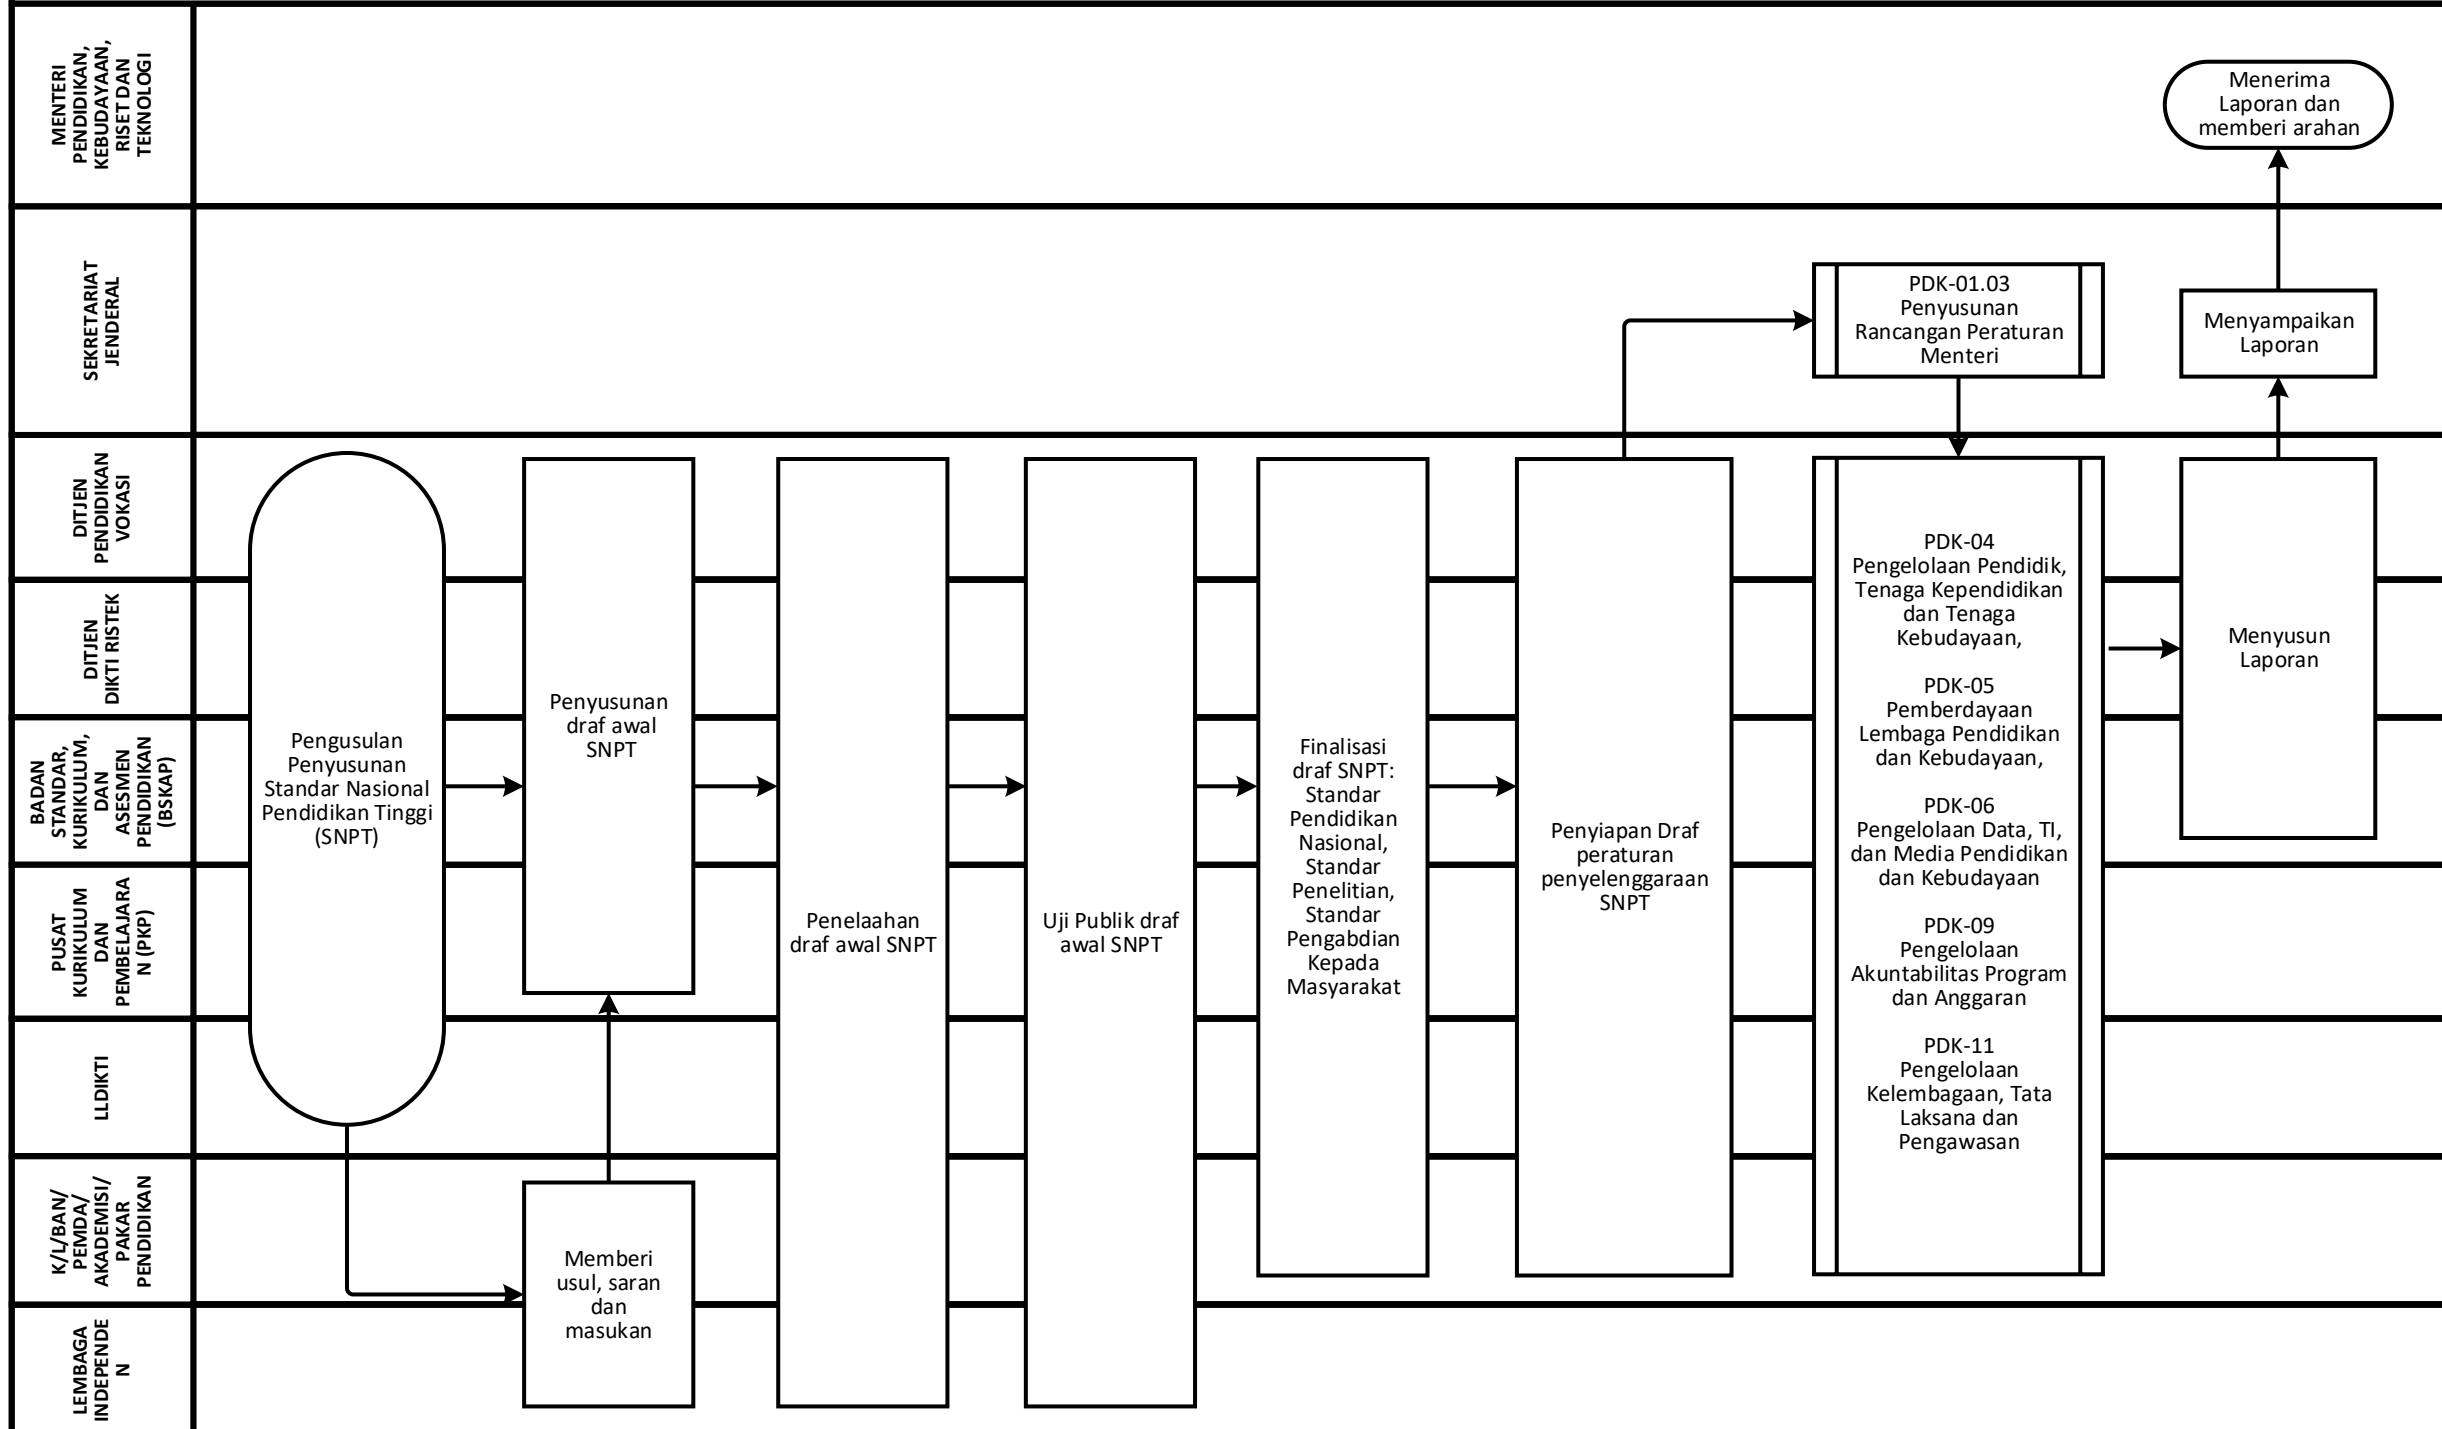 MENTERI
PENDIDIKAN,
KEBUDAYAAN,
RISET DAN
TEKNOLOGI
SEKRETARIAT
JENDERAL
DITJEN
PENDIDIKAN
VOKASI
DITJEN
DIKTI RISTEK
BADAN
STANDAR,
KURIKULUM,
DAN
ASESMEN
PENDIDIKAN
(BSKAP)
PUSAT
KURIKULUM
DAN
PEMBELAJARA
N (PKP)
LLDIKTI
K/L/BAN/
PEMDA/
AKADEMISI/
PAKAR
PENDIDIKAN
LEMBAGA
INDEPENDE
N
Pengusulan
Penyusunan
Standar Nasional
Pendidikan Tinggi
(SNPT)
Penyusunan
draf awal
SNPT
Memberi
usul, saran
dan
masukan
Penelaahan
draf awal SNPT
Uji Publik draf
awal SNPT
Finalisasi
draf SNPT:
Standar
Pendidikan
Nasional,
Standar
Penelitian,
Standar
Pengabdian
Kepada
Masyarakat
Penyiapan Draf
peraturan
penyelenggaraan
SNPT
PDK-01.03
Penyusunan
Rancangan Peraturan
Menteri
PDK-04
Pengelolaan Pendidik,
Tenaga Kependidikan
dan Tenaga
Kebudayaan,
PDK-05
Pemberdayaan
Lembaga Pendidikan
dan Kebudayaan,
PDK-06
Pengelolaan Data, TI,
dan Media Pendidikan
dan Kebudayaan
PDK-09
Pengelolaan
Akuntabilitas Program
dan Anggaran
PDK-11
Pengelolaan
Kelembagaan, Tata
Laksana dan
Pengawasan
Menyusun
Laporan
Menyampaikan
Laporan
Menerima
Laporan dan
memberi arahan